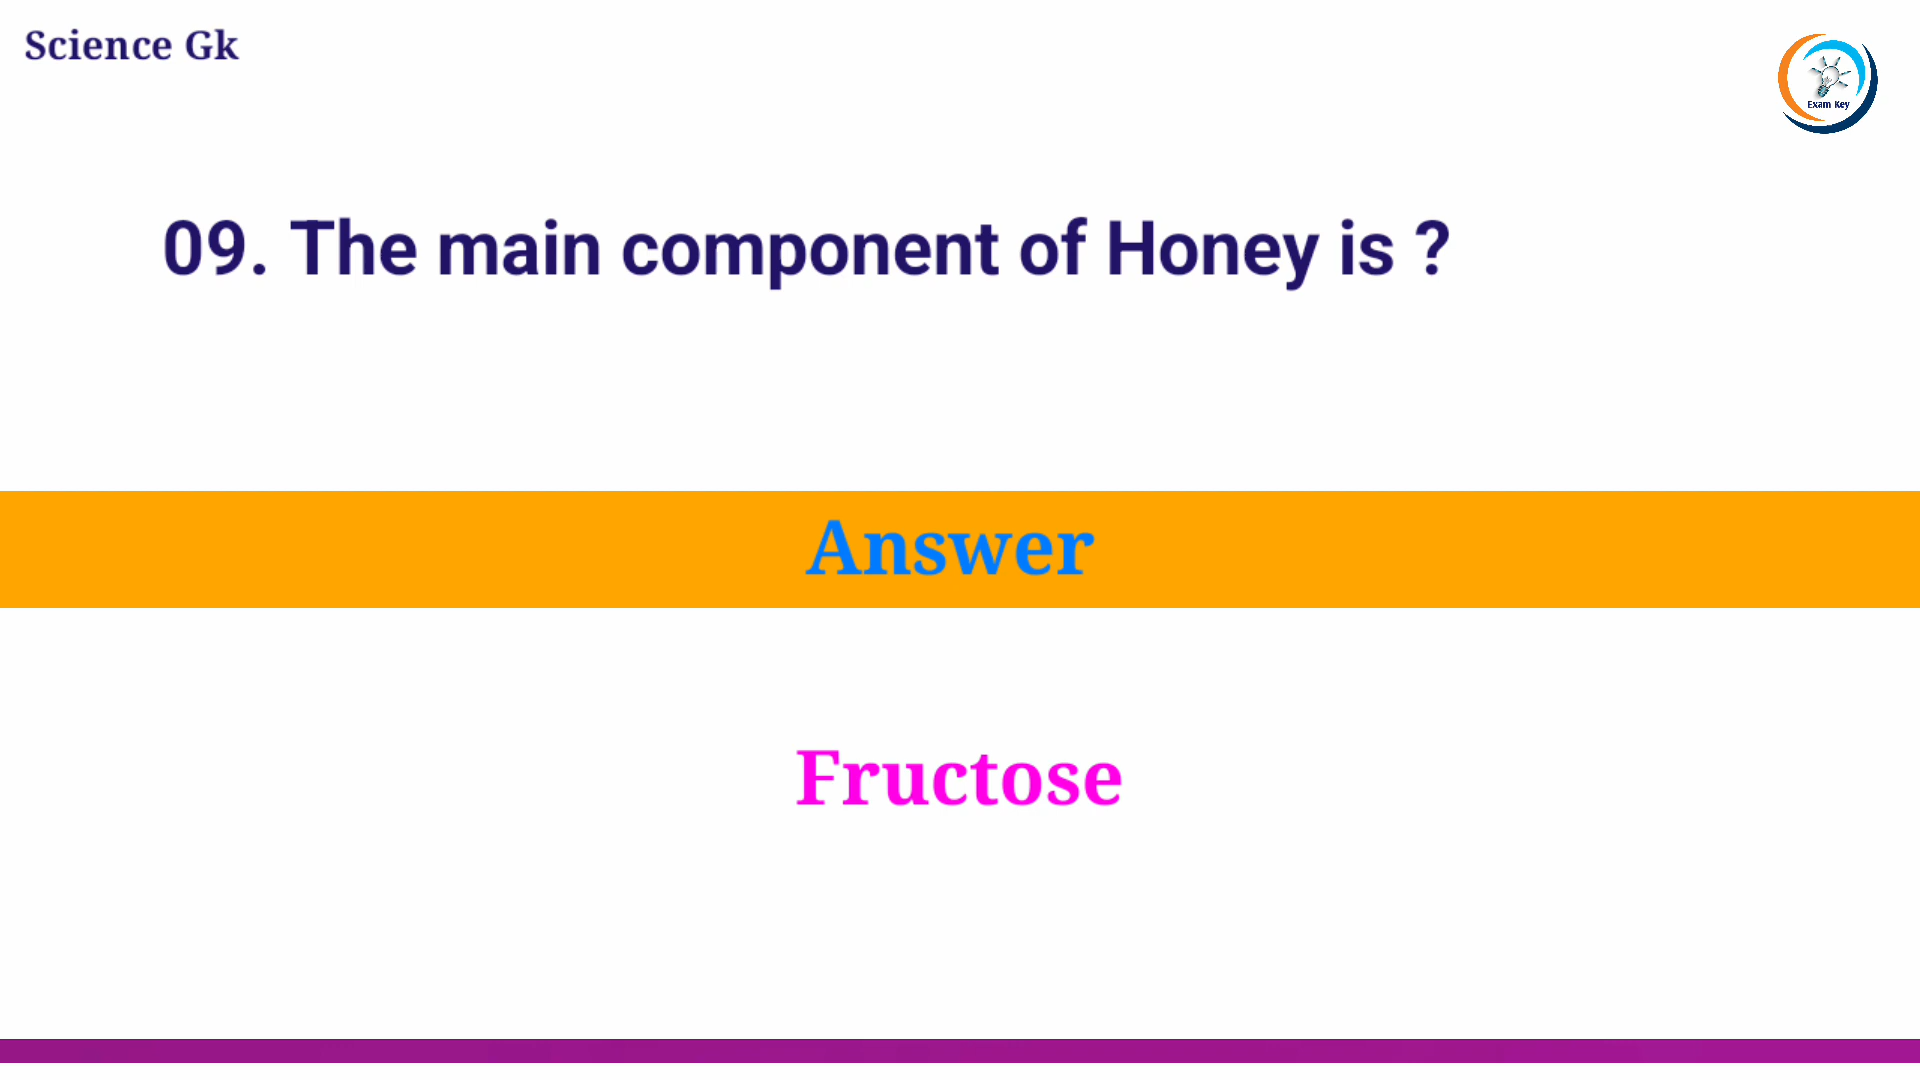 Science Gk
Exam Key
09. The main component of Honey is ?
Answer
Fructose